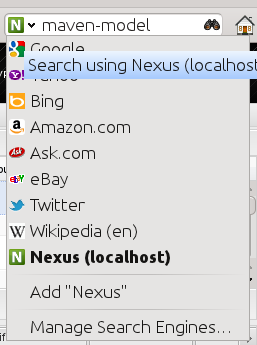 maven-model
Google
Search using Nexus (localhost
Yahoo
Bing
Amazon.com
Ask.com
eBay
Twitter
Wikipedia (en)
Nexus (localhost)
Add "Nexus"
Manage Search Engines...